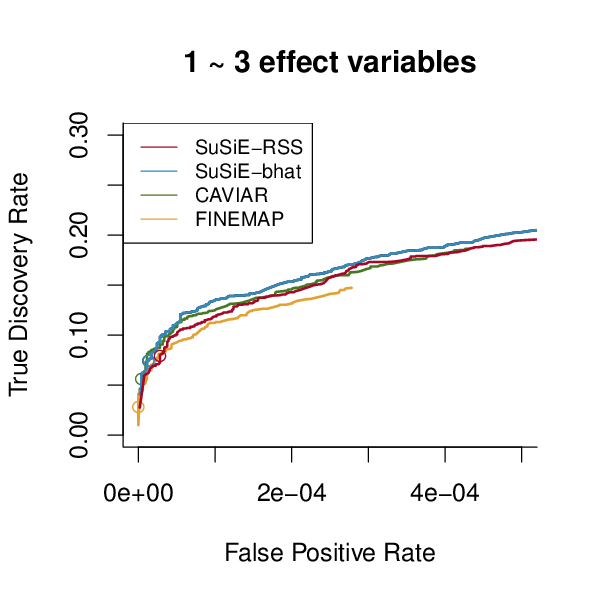 1 ~ 3 effect variables
SuSiE−RSS
SuSiE−bhat
CAVIAR
FINEMAP
True Discovery Rate
0.30
0.20
0.10
0.00
0e+00 2e−04 4e−04
False Positive Rate